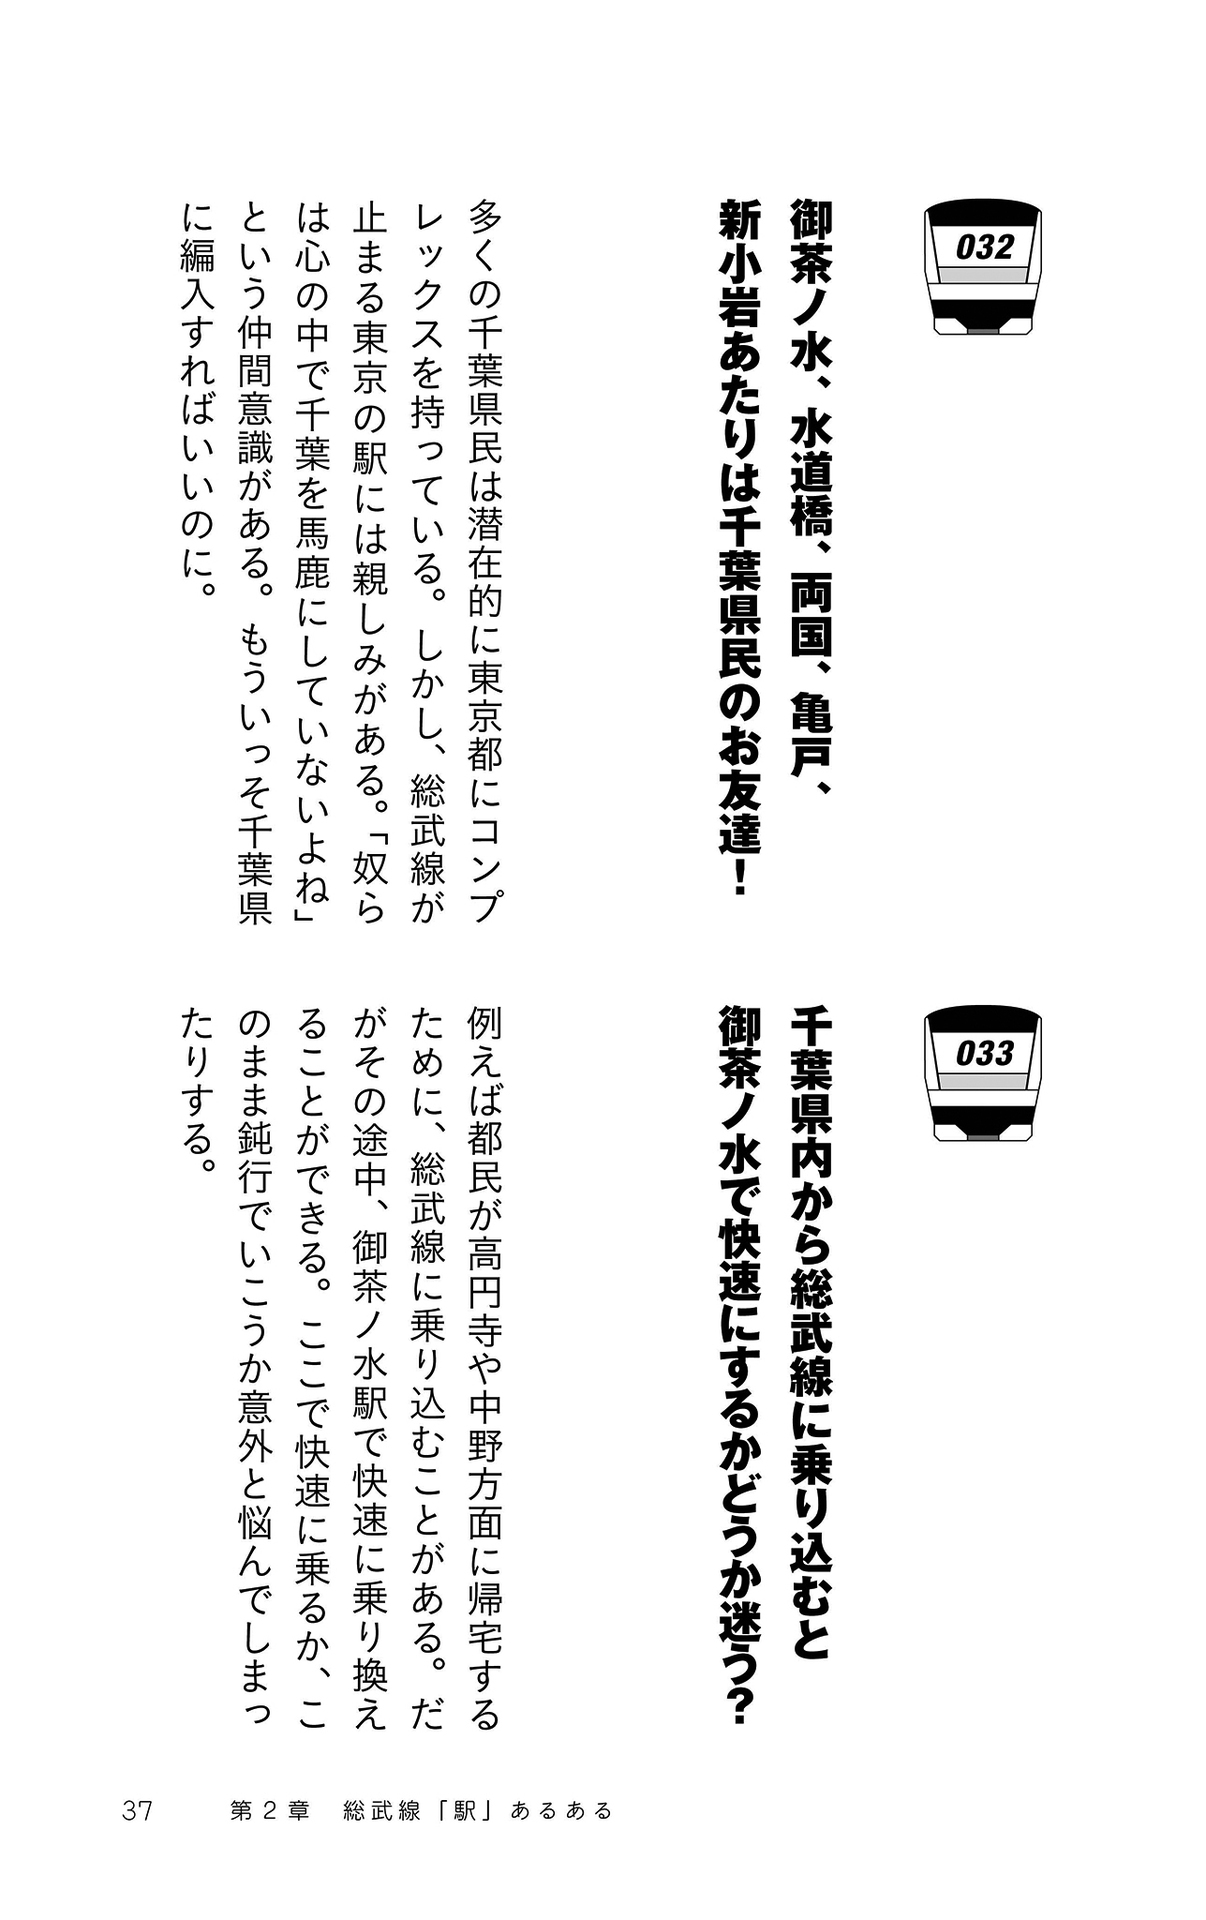 032
御茶ノ水、水道橋、両国、亀戸、
新小岩あたりは千葉県民のお友達！
多くの千葉県民は潜在的に東京都にコンプ
レックスを持っている。しかし、総武線が
止まる東京の駅には親しみがある。「奴ら
は心の中で千葉を馬鹿にしていないよね」
という仲間意識がある。もういっそ千葉県
に編入すればいいのに。
033
千葉県内から総武線に乗り込むと
御茶ノ水で快速にするかどうか迷う？
例えば都民が高円寺や中野方面に帰宅する
ために、総武線に乗り込むことがある。だ
がその途中、御茶ノ水駅で快速に乗り換え
ることができる。ここで快速に乗るか、こ
のまま鈍行でいこうか意外と悩んでしまっ
たりする。
37 第2章 総武線「駅」あるある